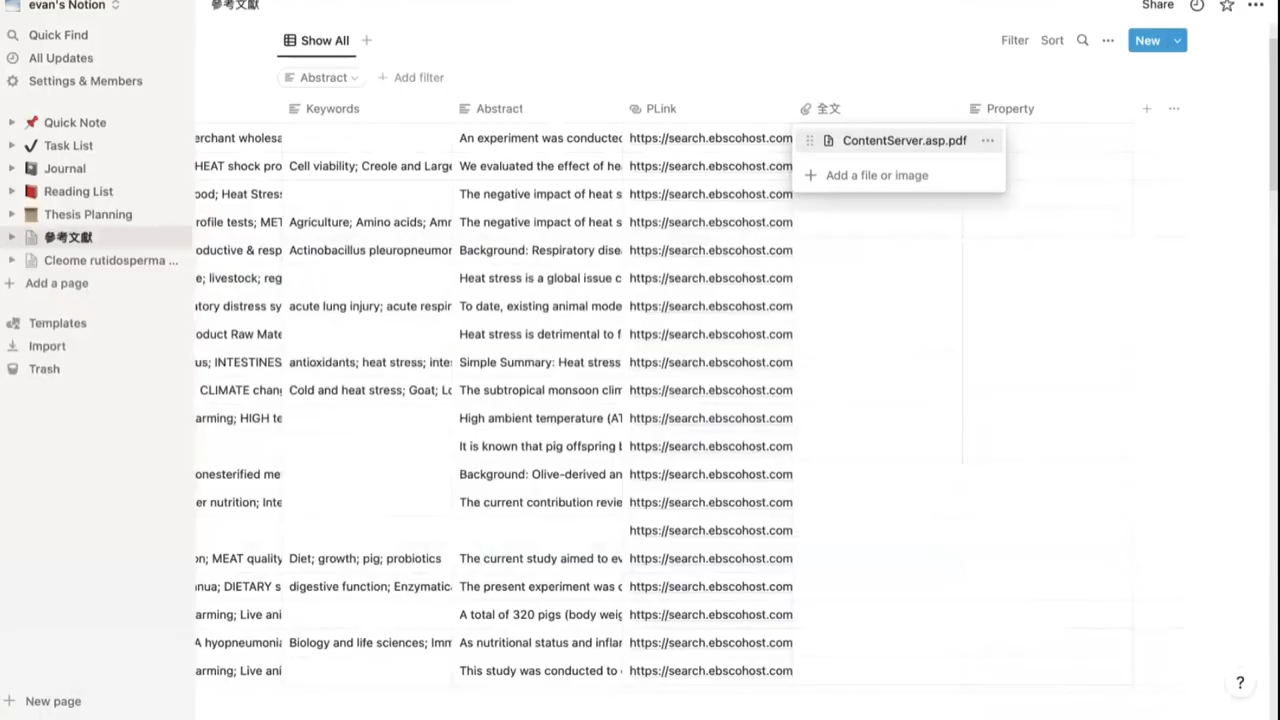 evan's Notion
參考文獻
Share
Quick Find
All Updates
Settings & Members
Quick Note
Task List
Journal
Reading List
Thesis Planning
參考文獻
Cleome rutidosperma ...
Add a page
Templates
Import
Trash
New page
Show All
Filter Sort New
Abstract Add filter
Keywords Abstract PLink 全文 Property
erchant wholesa An experiment was conducted https://search.ebscohost.com
ContentServer.asp.pdf
Add a file or image
HEAT shock pro Cell viability; Creole and Large We evaluated the effect of he https://search.ebscohost.com
ood; Heat Stres The negative impact of heat s https://search.ebscohost.com
rofile tests; MET Agriculture; Amino acids; Amr The negative impact of heat s https://search.ebscohost.com
oductive & resp Actinobacillus pleuropneumor Background: Respiratory dise https://search.ebscohost.com
e; livestock; reg Heat stress is a global issue c https://search.ebscohost.com
atory distress sy acute lung injury; acute respir To date, existing animal mode https://search.ebscohost.com
oduct Raw Mate Heat stress is detrimental to f https://search.ebscohost.com
us; INTESTINES antioxidants; heat stress; inte Simple Summary: Heat stress https://search.ebscohost.com
CLIMATE chan Cold and heat stress; Goat; Lo The subtropical monsoon clim https://search.ebscohost.com
arming; HIGH te High ambient temperature (AT https://search.ebscohost.com
It is known that pig offspring b https://search.ebscohost.com
onesterified me Background: Olive-derived an https://search.ebscohost.com
er nutrition; Inte The current contribution revie https://search.ebscohost.com
https://search.ebscohost.com
on; MEAT quality Diet; growth; pig; probiotics The current study aimed to ev https://search.ebscohost.com
nua; DIETARY s digestive function; Enzymatic The present experiment was c https://search.ebscohost.com
arming; Live ani A total of 320 pigs (body weig https://search.ebscohost.com
A hyopneumonia Biology and life sciences; Imm As nutritional status and inflar https://search.ebscohost.com
arming; Live ani This study was conducted to https://search.ebscohost.com
?